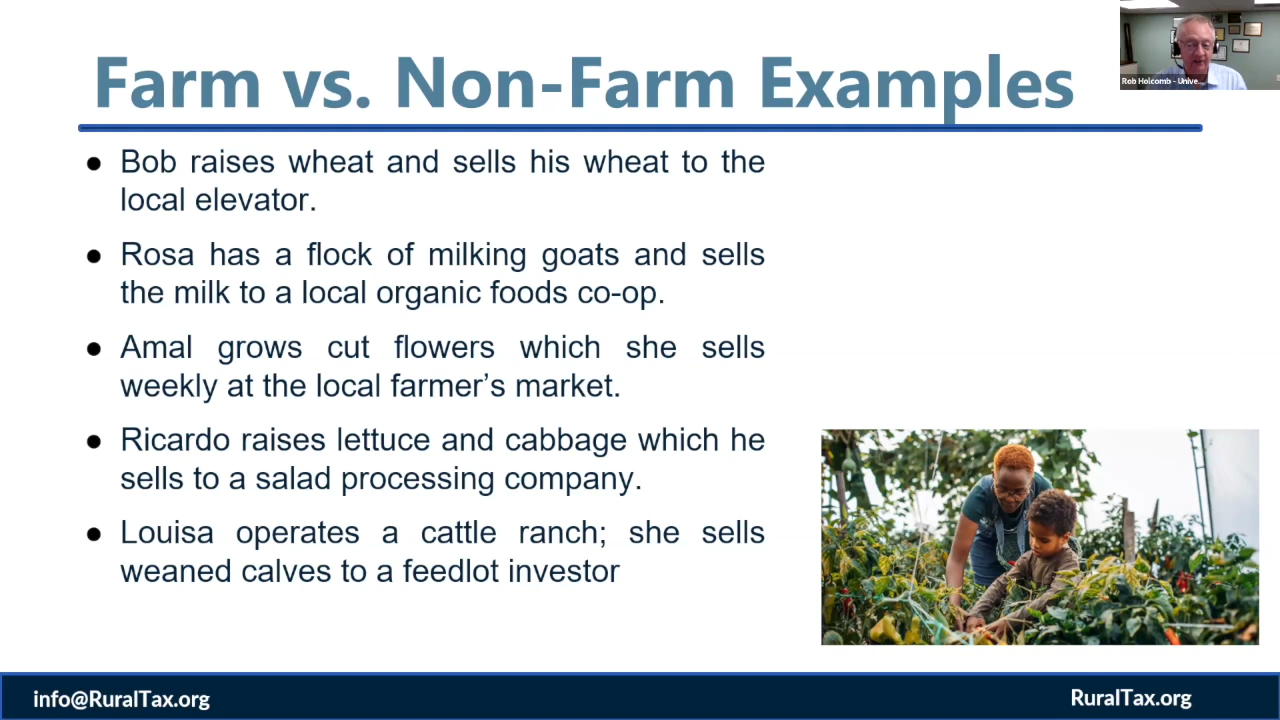 Farm vs. Non-Farm Examples
Rob Holcomb - Unive...
● Bob raises wheat and sells his wheat to the
local elevator.
● Rosa has a flock of milking goats and sells
the milk to a local organic foods co-op.
● Amal grows cut flowers which she sells
weekly at the local farmer’s market.
● Ricardo raises lettuce and cabbage which he
sells to a salad processing company.
● Louisa operates a cattle ranch; she sells
weaned calves to a feedlot investor
info@RuralTax.org
RuralTax.org